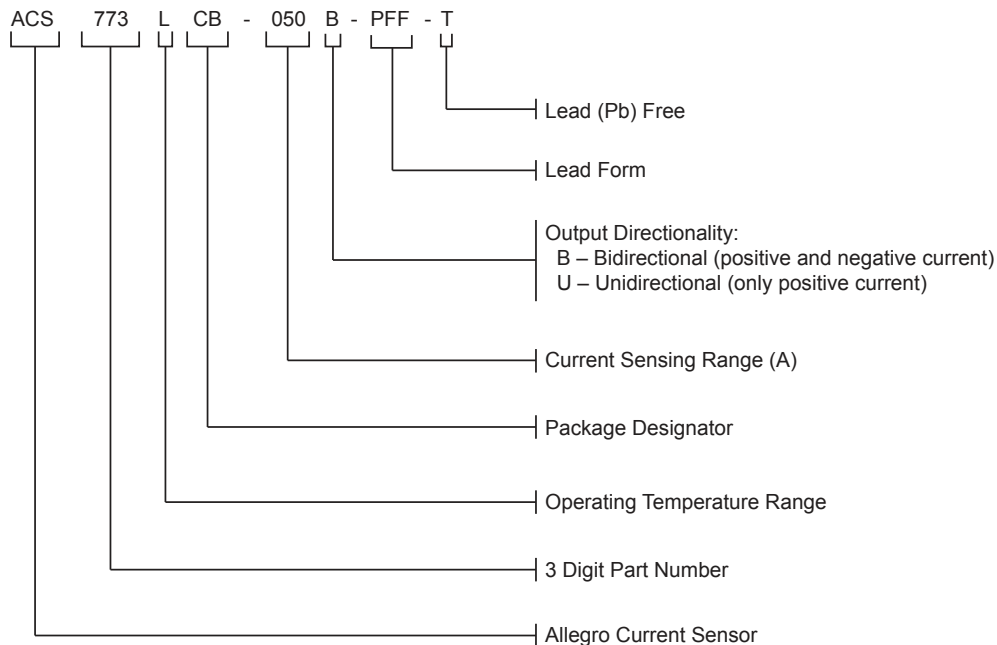 ACS 773 L CB - 050 B - PFF - T
Lead (Pb) Free
Lead Form
Output Directionality:
B – Bidirectional (positive and negative current)
U – Unidirectional (only positive current)
Current Sensing Range (A)
Package Designator
Operating Temperature Range
3 Digit Part Number
Allegro Current Sensor